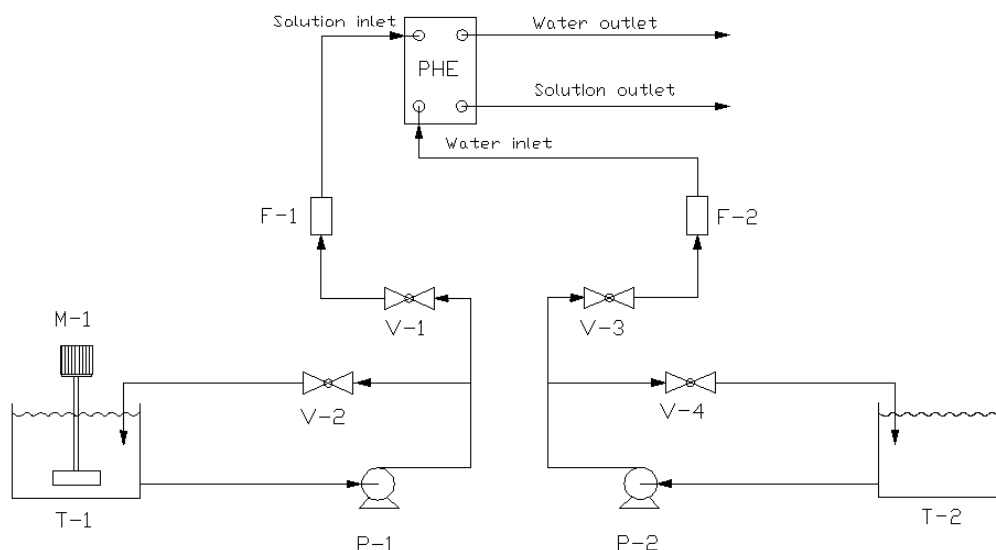 Solution inlet
Water outlet
PHE
Solution outlet
Water inlet
F-1
F-2
M-1
V-1
V-3
V-2
V-4
T-1
P-1
P-2
T-2